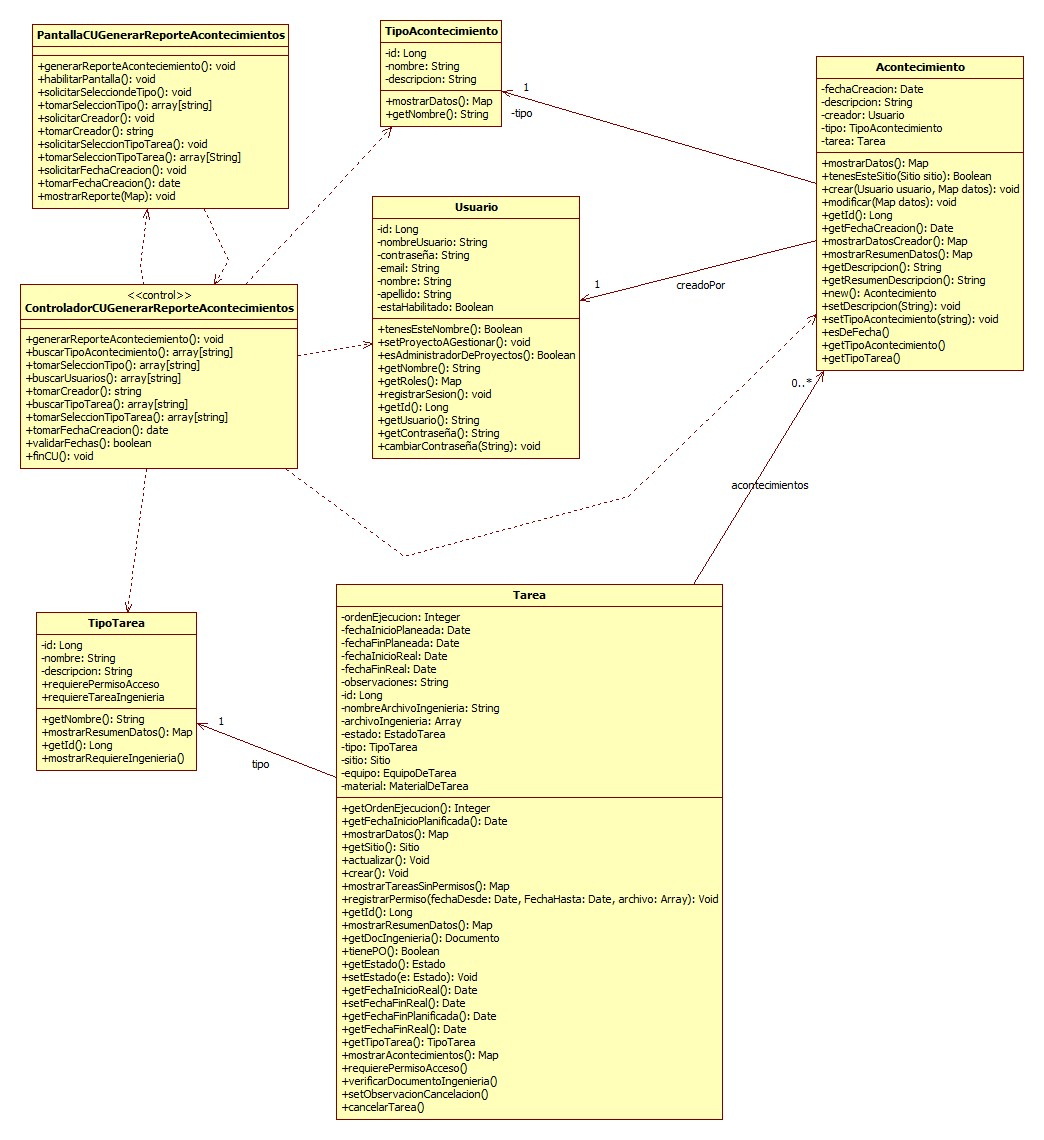 PantallaCUGenerarReporteAcontecimientos
+generarReporteAconteciemiento(): void
+habilitarPantalla(): void
+solicitarSelecciondeTipo(): void
+tomarSeleccionTipo(): array[string]
+solicitarCreador(): void
+tomarCreador(): string
+solicitarSeleccionTipoTarea(): void
+tomarSeleccionTipoTarea(): array[String]
+solicitarFechaCreacion(): void
+tomarFechaCreacion(): date
+mostrarReporte(Map): void
TipoAcontecimiento
-id: Long
-nombre: String
-descripcion: String
+mostrarDatos(): Map
+getNombre(): String
1
-tipo
Acontecimiento
-fechaCreacion: Date
-descripcion: String
-creador: Usuario
-tipo: TipoAcontecimiento
-tarea: Tarea
+mostrarDatos(): Map
+tenesEsteSitio(Sitio sitio): Boolean
+crear(Usuario usuario, Map datos): void
+modificar(Map datos): void
+getId(): Long
+getFechaCreacion(): Date
+mostrarDatosCreador(): Map
+mostrarResumenDatos(): Map
+getDescripcion(): String
+getResumenDescripcion(): String
+new(): Acontecimiento
+setDescripcion(String): void
+setTipoAcontecimiento(string): void
+esDeFecha()
+getTipoAcontecimiento()
+getTipoTarea()
Usuario
-id: Long
-nombreUsuario: String
-contraseña: String
-email: String
-nombre: String
-apellido: String
-estaHabilitado: Boolean
+tenesEsteNombre(): Boolean
+setProyectoAGestionar(): void
+esAdministradorDeProyectos(): Boolean
+getNombre(): String
+getRoles(): Map
+registrarSesion(): void
+getId(): Long
+getUsuario(): String
+getContraseña(): String
+cambiarContraseña(String): void
1
creadoPor
<<control>>
ControladorCUGenerarReporteAcontecimientos
+generarReporteAconteciemiento(): void
+buscarTipoAcontecimiento(): array[string]
+tomarSeleccionTipo(): array[string]
+buscarUsuarios(): array[string]
+tomarCreador(): string
+buscarTipoTarea(): array[string]
+tomarSeleccionTipoTarea(): array[string]
+tomarFechaCreacion(): date
+validarFechas(): boolean
+finCU(): void
0..*
acontecimientos
TipoTarea
-id: Long
-nombre: String
-descripcion: String
+requierePermisoAcceso
+requiereTareaIngenieria
+getNombre(): String
+mostrarResumenDatos(): Map
+getId(): Long
+mostrarRequiereIngenieria()
1
tipo
Tarea
-ordenEjecucion: Integer
-fechaInicioPlaneada: Date
-fechaFinPlaneada: Date
-fechaInicioReal: Date
-fechaFinReal: Date
-observaciones: String
-id: Long
-nombreArchivoIngenieria: String
-archivoIngenieria: Array
-estado: EstadoTarea
-tipo: TipoTarea
-sitio: Sitio
-equipo: EquipoDeTarea
-material: MaterialDeTarea
+getOrdenEjecucion(): Integer
+getFechaInicioPlanificada(): Date
+mostrarDatos(): Map
+getSitio(): Sitio
+actualizar(): Void
+crear(): Void
+mostrarTareasSinPermisos(): Map
+registrarPermiso(fechaDesde: Date, FechaHasta: Date, archivo: Array): Void
+getId(): Long
+mostrarResumenDatos(): Map
+getDocIngenieria(): Documento
+tienePO(): Boolean
+getEstado(): Estado
+setEstado(e: Estado): Void
+getFechaInicioReal(): Date
+setFechaFinReal(): Date
+getFechaFinPlanificada(): Date
+getFechaFinReal(): Date
+getTipoTarea(): TipoTarea
+mostrarAcontecimientos(): Map
+requierePermisoAcceso()
+verificarDocumentoIngenieria()
+setObservacionCancelacion()
+cancelarTarea()